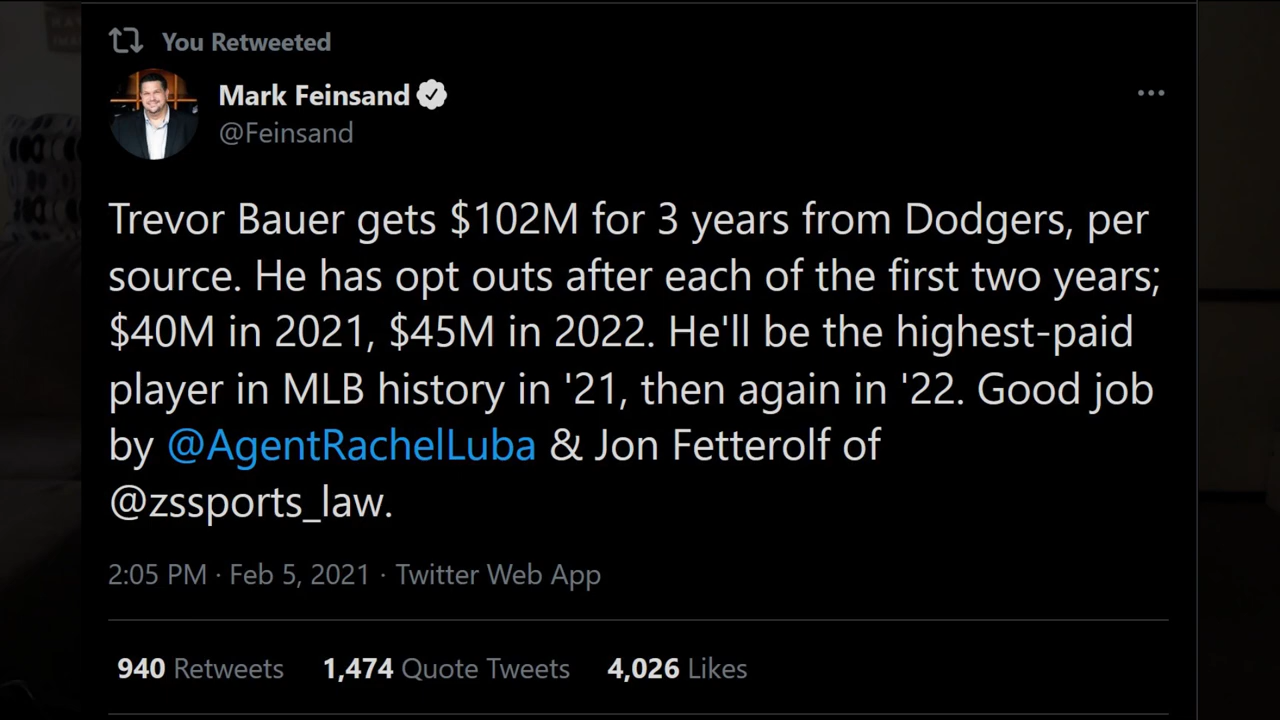 You Retweeted
Mark Feinsand
@Feinsand
Trevor Bauer gets $102M for 3 years from Dodgers, per
source. He has opt outs after each of the first two years;
$40M in 2021, $45M in 2022. He'll be the highest-paid
player in MLB history in '21, then again in '22. Good job
by @AgentRachelLuba & Jon Fetterolf of
@zssports_law.
2:05 PM · Feb 5, 2021 · Twitter Web App
940 Retweets 1,474 Quote Tweets 4,026 Likes